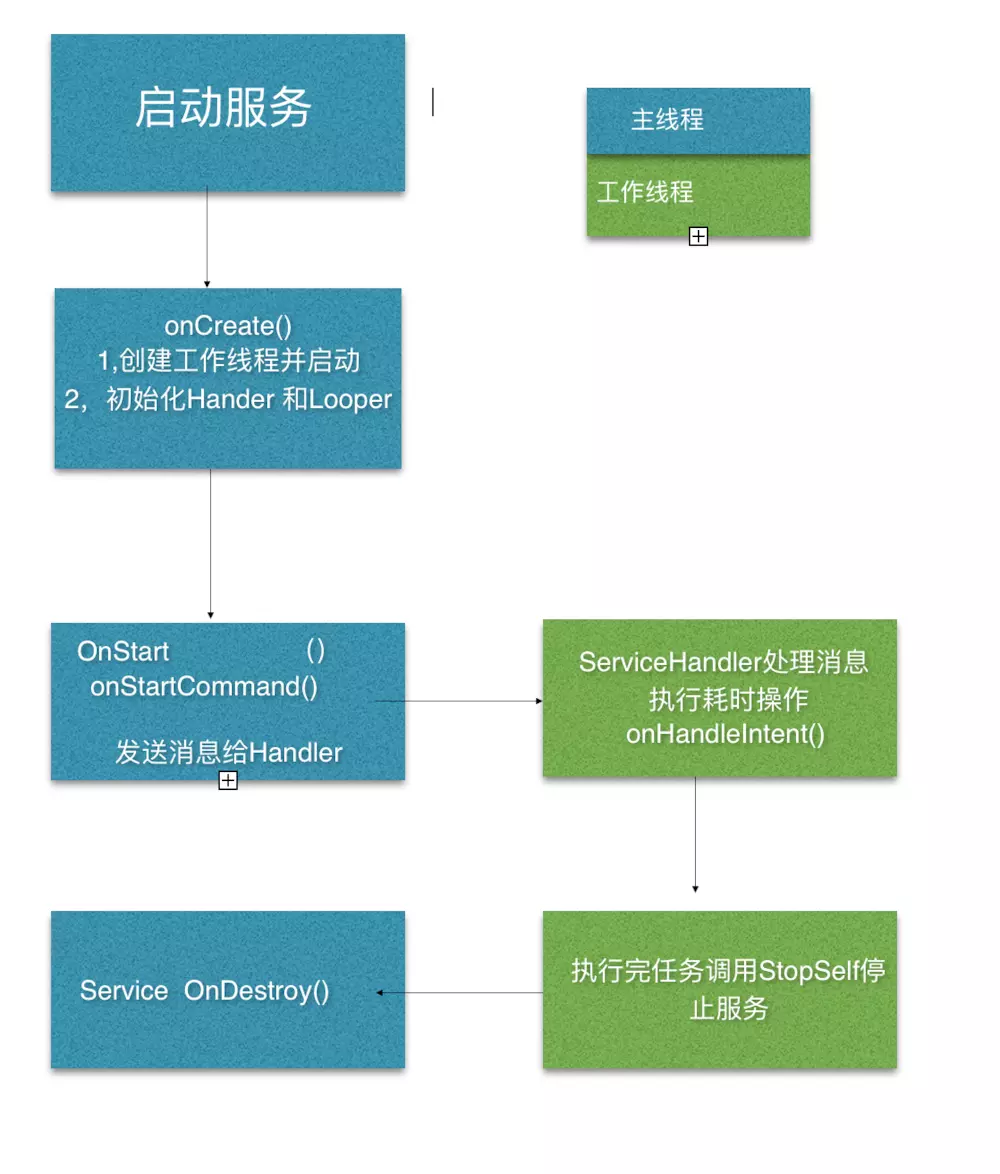 启动服务
主线程
工作线程
onCreate()
1,创建工作线程并启动
2，初始化Hander 和Looper
OnStart ()
onStartCommand()
发送消息给Handler
ServiceHandler处理消息
执行耗时操作
onHandleIntent()
执行完任务调用StopSelf停
止服务
Service OnDestroy()